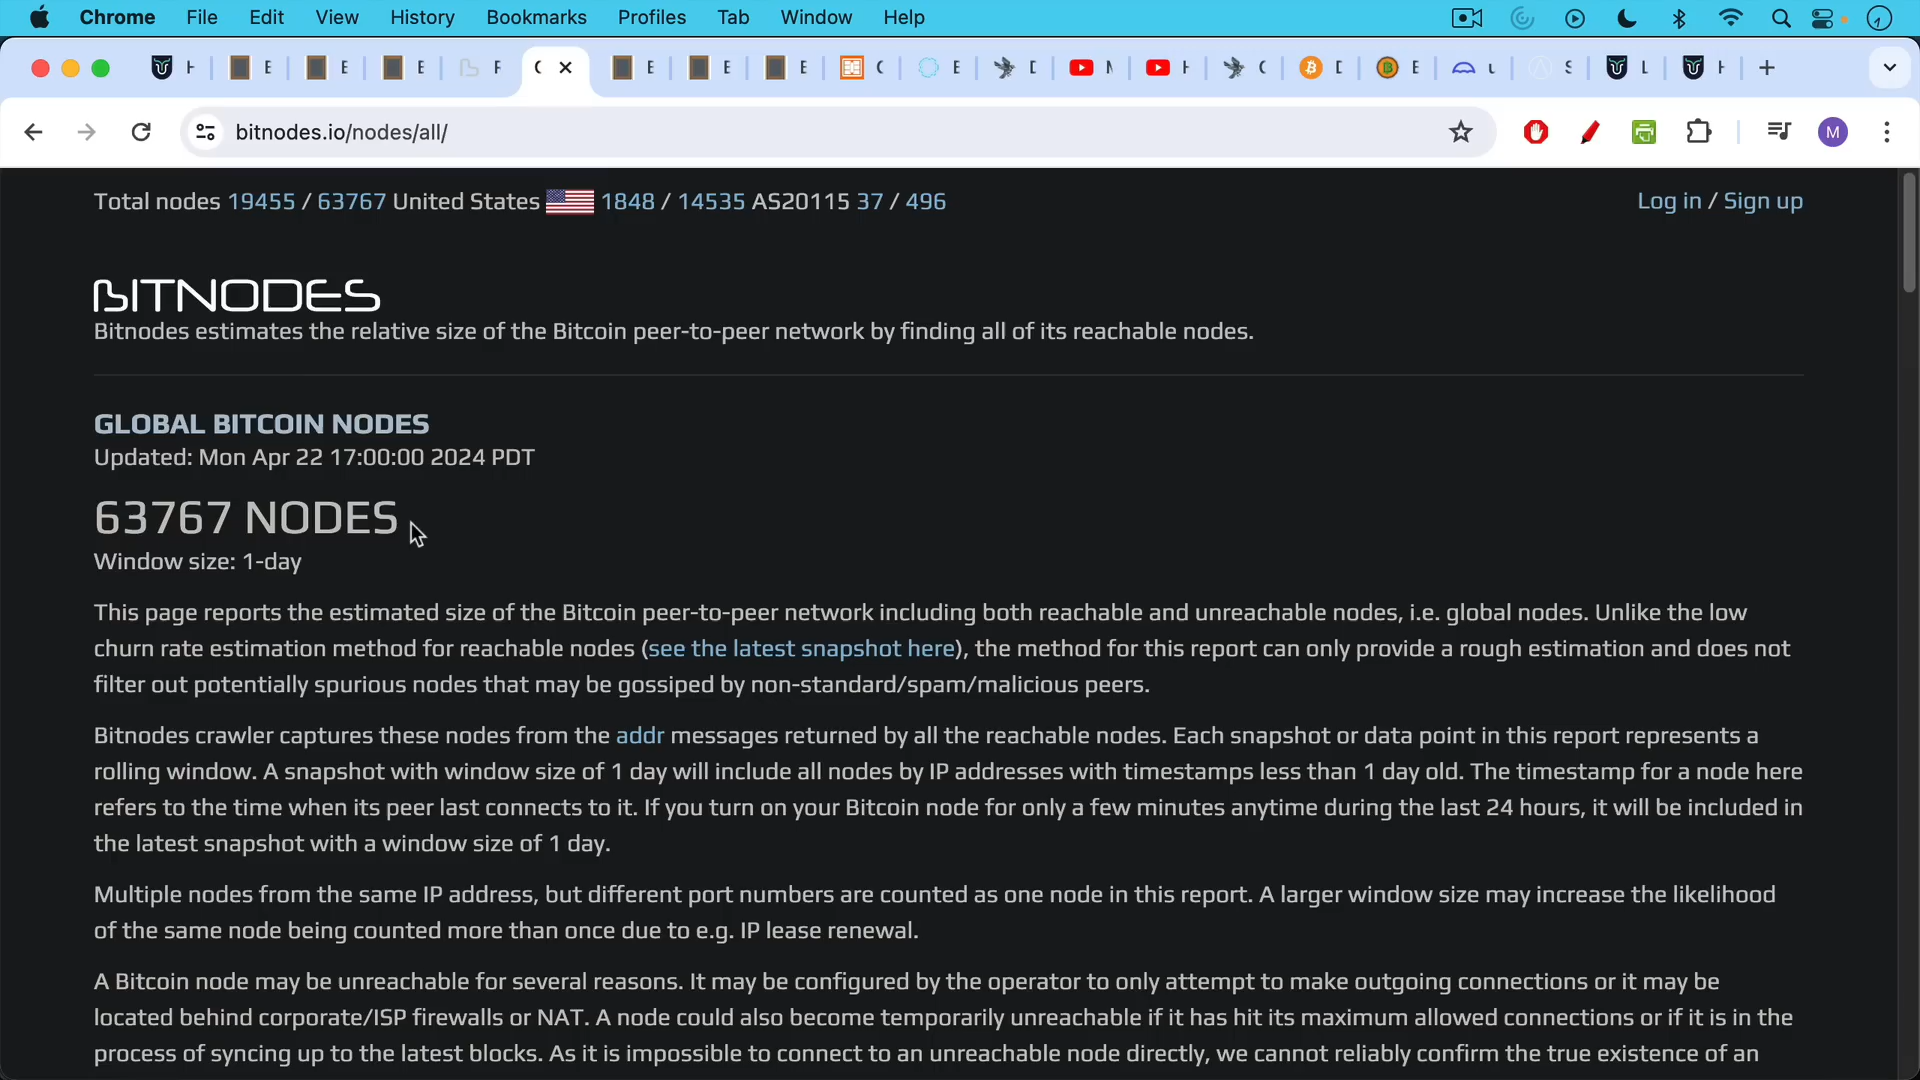 Chrome File Edit View History Bookmarks Profiles Tab Window Help
bitnodes.io/nodes/all/
M
Total nodes 19455 / 63767 United States 1848 / 14535 AS20115 37 / 496
Log in / Sign up
BITNODES
Bitnodes estimates the relative size of the Bitcoin peer-to-peer network by finding all of its reachable nodes.
GLOBAL BITCOIN NODES
Updated: Mon Apr 22 17:00:00 2024 PDT
63767 NODES
Window size: 1-day
This page reports the estimated size of the Bitcoin peer-to-peer network including both reachable and unreachable nodes, i.e. global nodes. Unlike the low
churn rate estimation method for reachable nodes (see the latest snapshot here), the method for this report can only provide a rough estimation and does not
filter out potentially spurious nodes that may be gossiped by non-standard/spam/malicious peers.
Bitnodes crawler captures these nodes from the addr messages returned by all the reachable nodes. Each snapshot or data point in this report represents a
rolling window. A snapshot with window size of 1 day will include all nodes by IP addresses with timestamps less than 1 day old. The timestamp for a node here
refers to the time when its peer last connects to it. If you turn on your Bitcoin node for only a few minutes anytime during the last 24 hours, it will be included in
the latest snapshot with a window size of 1 day.
Multiple nodes from the same IP address, but different port numbers are counted as one node in this report. A larger window size may increase the likelihood
of the same node being counted more than once due to e.g. IP lease renewal.
A Bitcoin node may be unreachable for several reasons. It may be configured by the operator to only attempt to make outgoing connections or it may be
located behind corporate/ISP firewalls or NAT. A node could also become temporarily unreachable if it has hit its maximum allowed connections or if it is in the
process of syncing up to the latest blocks. As it is impossible to connect to an unreachable node directly, we cannot reliably confirm the true existence of an